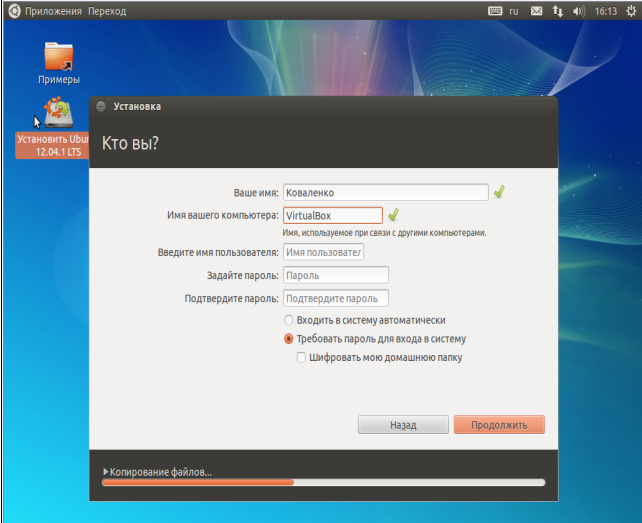 Приложения Переход ru 16:13
Примеры
Установить Ubun
12.04.1 LTS
Установка
Кто вы?
Ваше имя: Коваленко
Имя вашего компьютера: VirtualBox
Имя, используемое при связи с другими компьютерами.
Введите имя пользователя: Имя пользовател
Задайте пароль: Пароль
Подтвердите пароль: Подтвердите пароль
Входить в систему автоматически
Требовать пароль для входа в систему
Шифровать мою домашнюю папку
Назад Продолжить
Копирование файлов...